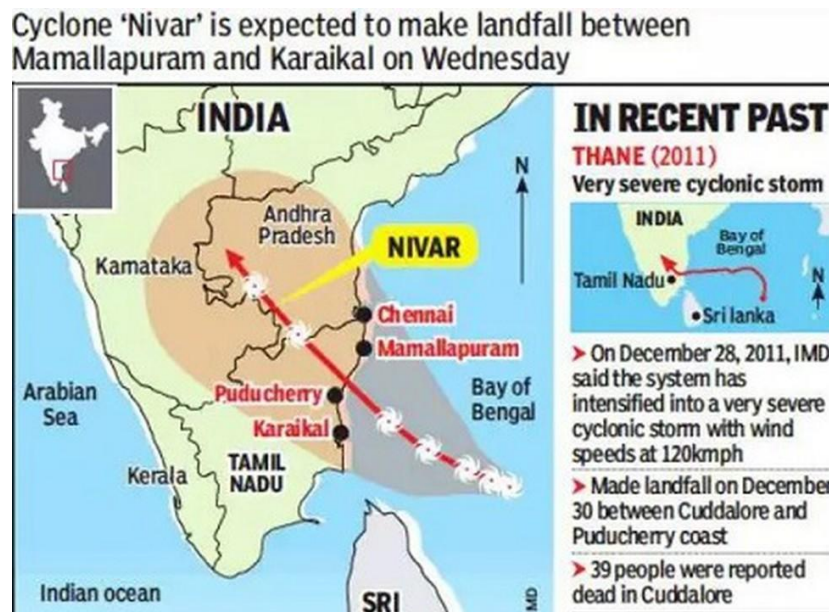 Cyclone ‘Nivar’ is expected to make landfall between
Mamallapuram and Karaikal on Wednesday
INDIA
N
Andhra
Pradesh
NIVAR
Karnataka
Chennai
Mamallapuram
Arabian
Sea
Puducherry
Bay of
Bengal
Karaikal
TAMIL
NADU
Kerala
Indian ocean
SRI
IN RECENT PAST
THANE (2011)
Very severe cyclonic storm
INDIA
Bay of
Bengal
Tamil Nadu
N
Sri lanka
➤ On December 28, 2011, IMD
said the system has
intensified into a very severe
cyclonic storm with wind
speeds at 120kmph
➤ Made landfall on December
30 between Cuddalore and
Puducherry coast
➤ 39 people were reported
dead in Cuddalore